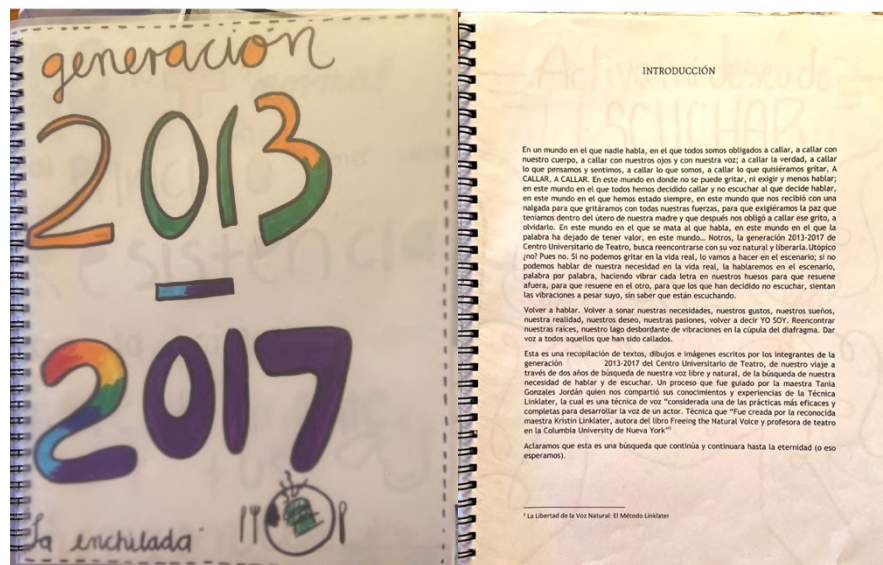 generación
2013
-
2017
"La enchilada"
INTRODUCCIÓN
En un mundo en el que nadie habla, en el que todos somos obligados a callar, a callar con
nuestro cuerpo, a callar con nuestros ojos y con nuestra voz; a callar la verdad, a callar
lo que pensamos y sentimos, a callar lo que somos, a callar lo que quisiéramos gritar, A
CALLAR, A CALLAR. En este mundo en donde no se puede gritar, ni exigir y menos hablar;
en este mundo en el que todos hemos decidido callar y no escuchar al que decide hablar,
en este mundo en el que hemos estado siempre, en este mundo que nos recibió con una
nalgada para que gritáramos con todas nuestras fuerzas, para que exigiéramos la paz que
teníamos dentro del útero de nuestra madre y que después nos obligó a callar ese grito, a
olvidarlo. En este mundo en el que se mata al que habla, en este mundo en el que la
palabra ha dejado de tener valor, en este mundo... Notros, la generación 2013-2017 de
Centro Universitario de Teatro, busca reencontrarse con su voz natural y liberarla.Utópico
¿no? Pues no. Si no podemos gritar en la vida real, lo vamos a hacer en el escenario; si no
podemos hablar de nuestra necesidad en la vida real, la hablaremos en el escenario,
palabra por palabra, haciendo vibrar cada letra en nuestros huesos para que resuene
afuera, para que resuene en el otro, para que los que han decidido no escuchar, sientan
las vibraciones a pesar suyo, sin saber que están escuchando.
Volver a hablar. Volver a sonar nuestras necesidades, nuestros gustos, nuestros sueños,
nuestra realidad, nuestros deseo, nuestras pasiones, volver a decir YO SOY. Reencontrar
nuestras raíces, nuestro lago desbordante de vibraciones en la cúpula del diafragma. Dar
voz a todos aquellos que han sido callados.
Esta es una recopilación de textos, dibujos e imágenes escritos por los integrantes de la
generación 2013-2017 del Centro Universitario de Teatro, de nuestro viaje a
través de dos años de búsqueda de nuestra voz libre y natural, de la búsqueda de nuestra
necesidad de hablar y de escuchar. Un proceso que fue guiado por la maestra Tania
Gonzales Jordán quien nos compartió sus conocimientos y experiencias de la Técnica
Linklater, la cual es una técnica de voz "considerada una de las prácticas más eficaces y
completas para desarrollar la voz de un actor. Técnica que "Fue creada por la reconocida
maestra Kristin Linklater, autora del libro Freeing the Natural Voice y profesora de teatro
en la Columbia University de Nueva York"¹
Aclaramos que esta es una búsqueda que continúa y continuara hasta la eternidad (o eso
esperamos).
¹ La Libertad de la Voz Natural: El Método Linklater